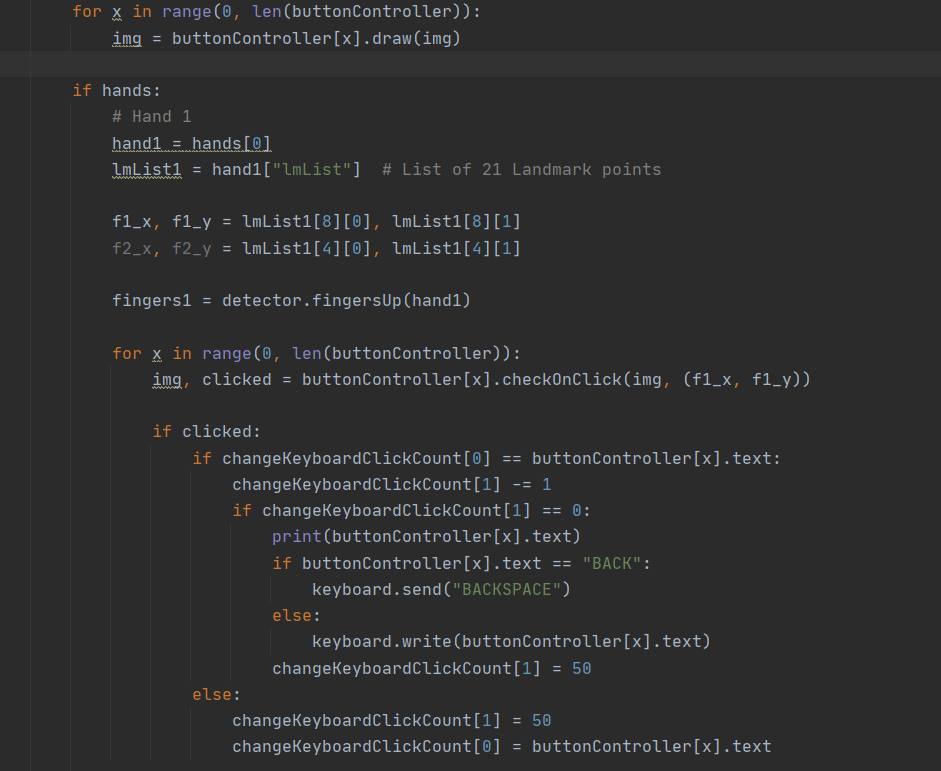 for x in range(0, len(buttonController)):
    img = buttonController[x].draw(img)

if hands:
    # Hand 1
    hand1 = hands[0]
    lmList1 = hand1["lmList"]  # List of 21 Landmark points

    f1_x, f1_y = lmList1[8][0], lmList1[8][1]
    f2_x, f2_y = lmList1[4][0], lmList1[4][1]

    fingers1 = detector.fingersUp(hand1)

    for x in range(0, len(buttonController)):
        img, clicked = buttonController[x].checkOnClick(img, (f1_x, f1_y))

        if clicked:
            if changeKeyboardClickCount[0] == buttonController[x].text:
                changeKeyboardClickCount[1] -= 1
                if changeKeyboardClickCount[1] == 0:
                    print(buttonController[x].text)
                    if buttonController[x].text == "BACK":
                        keyboard.send("BACKSPACE")
                    else:
                        keyboard.write(buttonController[x].text)
                    changeKeyboardClickCount[1] = 50
            else:
                changeKeyboardClickCount[1] = 50
                changeKeyboardClickCount[0] = buttonController[x].text